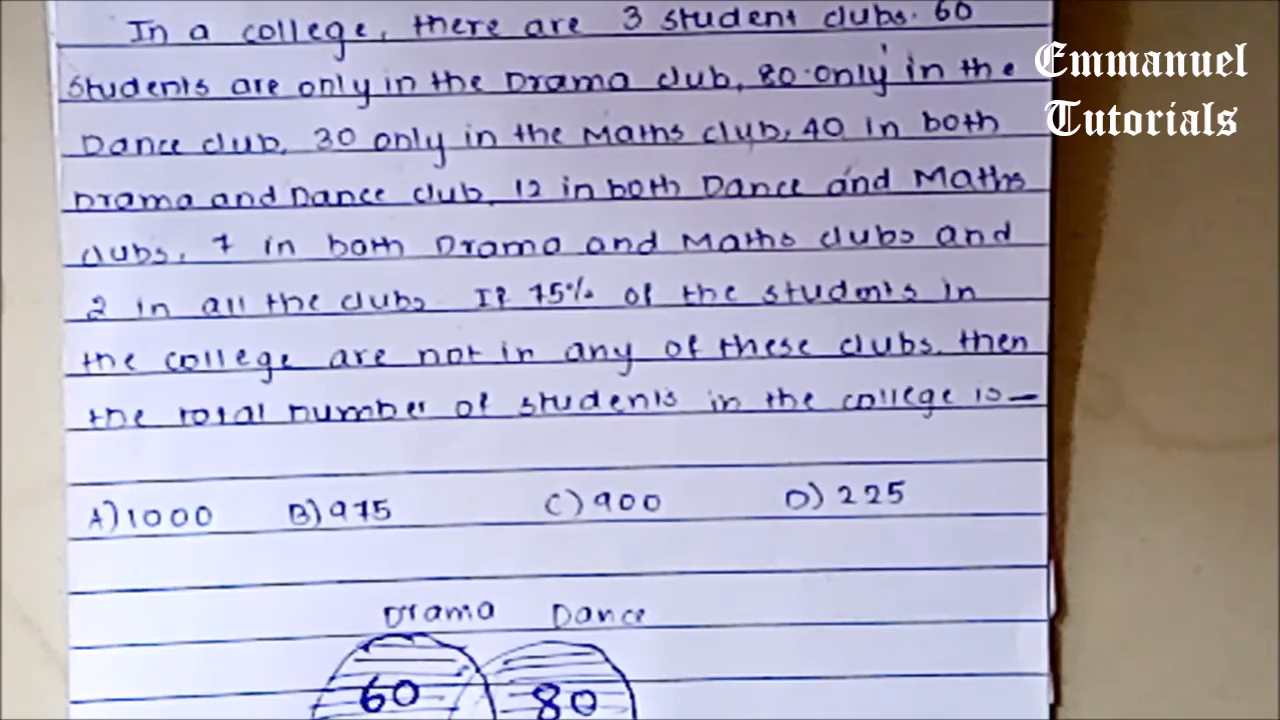 In a college, there are 3 student clubs. 60
students are only in the Drama club, 80 only in the
Dance club, 30 only in the Maths club, 40 in both
Drama and Dance club, 12 in both Dance and Maths
clubs, 7 in both Drama and Maths clubs and
2 in all the clubs. If 75% of the students in
the college are not in any of these clubs, then
the total number of students in the college is —
A) 1000 B) 975 C) 900 D) 225
Drama Dance
60 80
Emmanuel
Tutorials